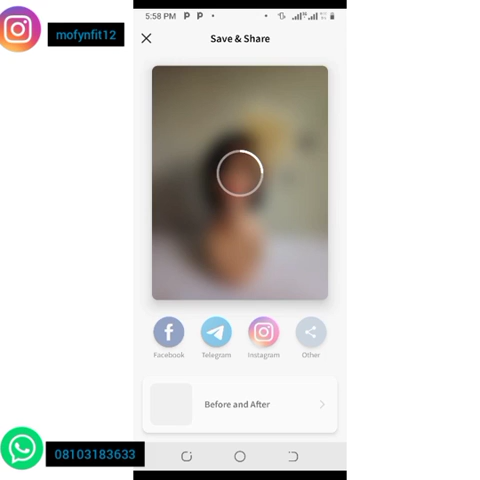 5:58 PM P P
Save & Share
mofynfit12
Facebook Telegram Instagram Other
Before and After
08103183633